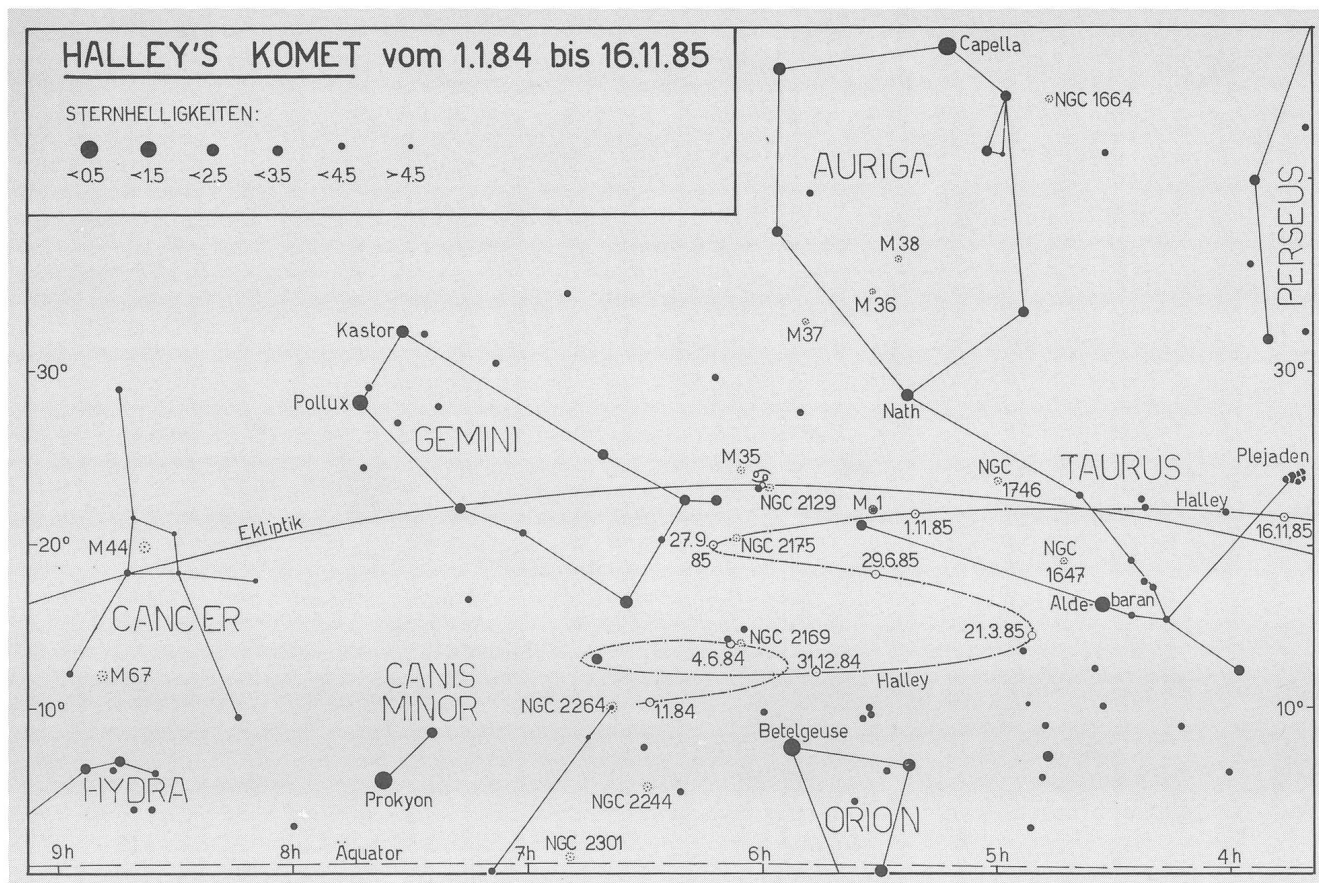 HALLEY'S KOMET vom 1.1.84 bis 16.11.85
STERNHELLIGKEITEN:
<0.5 <1.5 <2.5 <3.5 <4.5 >4.5
Capella
NGC 1664
AURIGA
PERSEUS
M 38
M 36
M 37
Kastor
30°
30°
Pollux
Nath
GEMINI
M 35
NGC 2129
NGC
1746
TAURUS
Plejaden
Ekliptik
M 1
1.11.85
Halley
16.11.85
20°
M 44
27.9.
85
NGC 2175
29.6.85
NGC
1647
20°
CANCER
Aldebaran
NGC 2169
21.3.85
4.6.84
31.12.84
Halley
M 67
CANIS
MINOR
10°
NGC 2264
1.1.84
10°
Betelgeuse
HYDRA
Prokyon
NGC 2244
ORION
NGC 2301
9h 8h Äquator 7h 6h 5h 4h